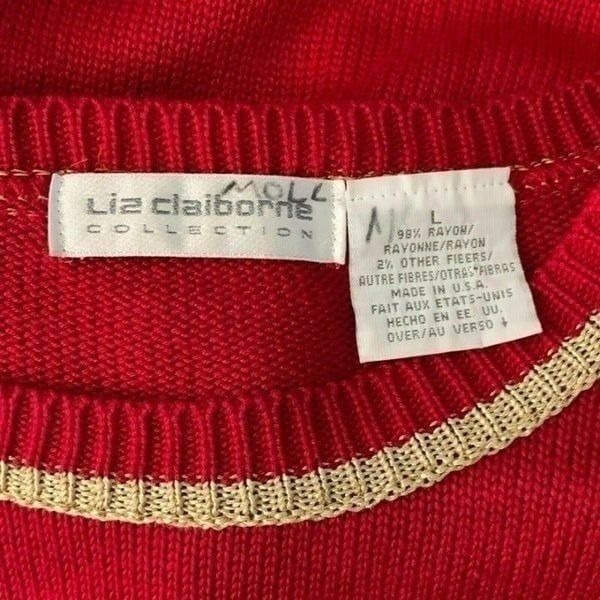 MOLL
Liz claiborne
COLLECTION
N
L
98% RAYON/
RAYONNE/RAYON
2% OTHER FIBERS/
AUTRE FIBRES/OTRAS FIBRAS
MADE IN U.S.A.
FAIT AUX ETATS-UNIS
HECHO EN EE. UU.
OVER/AU VERSO ↓